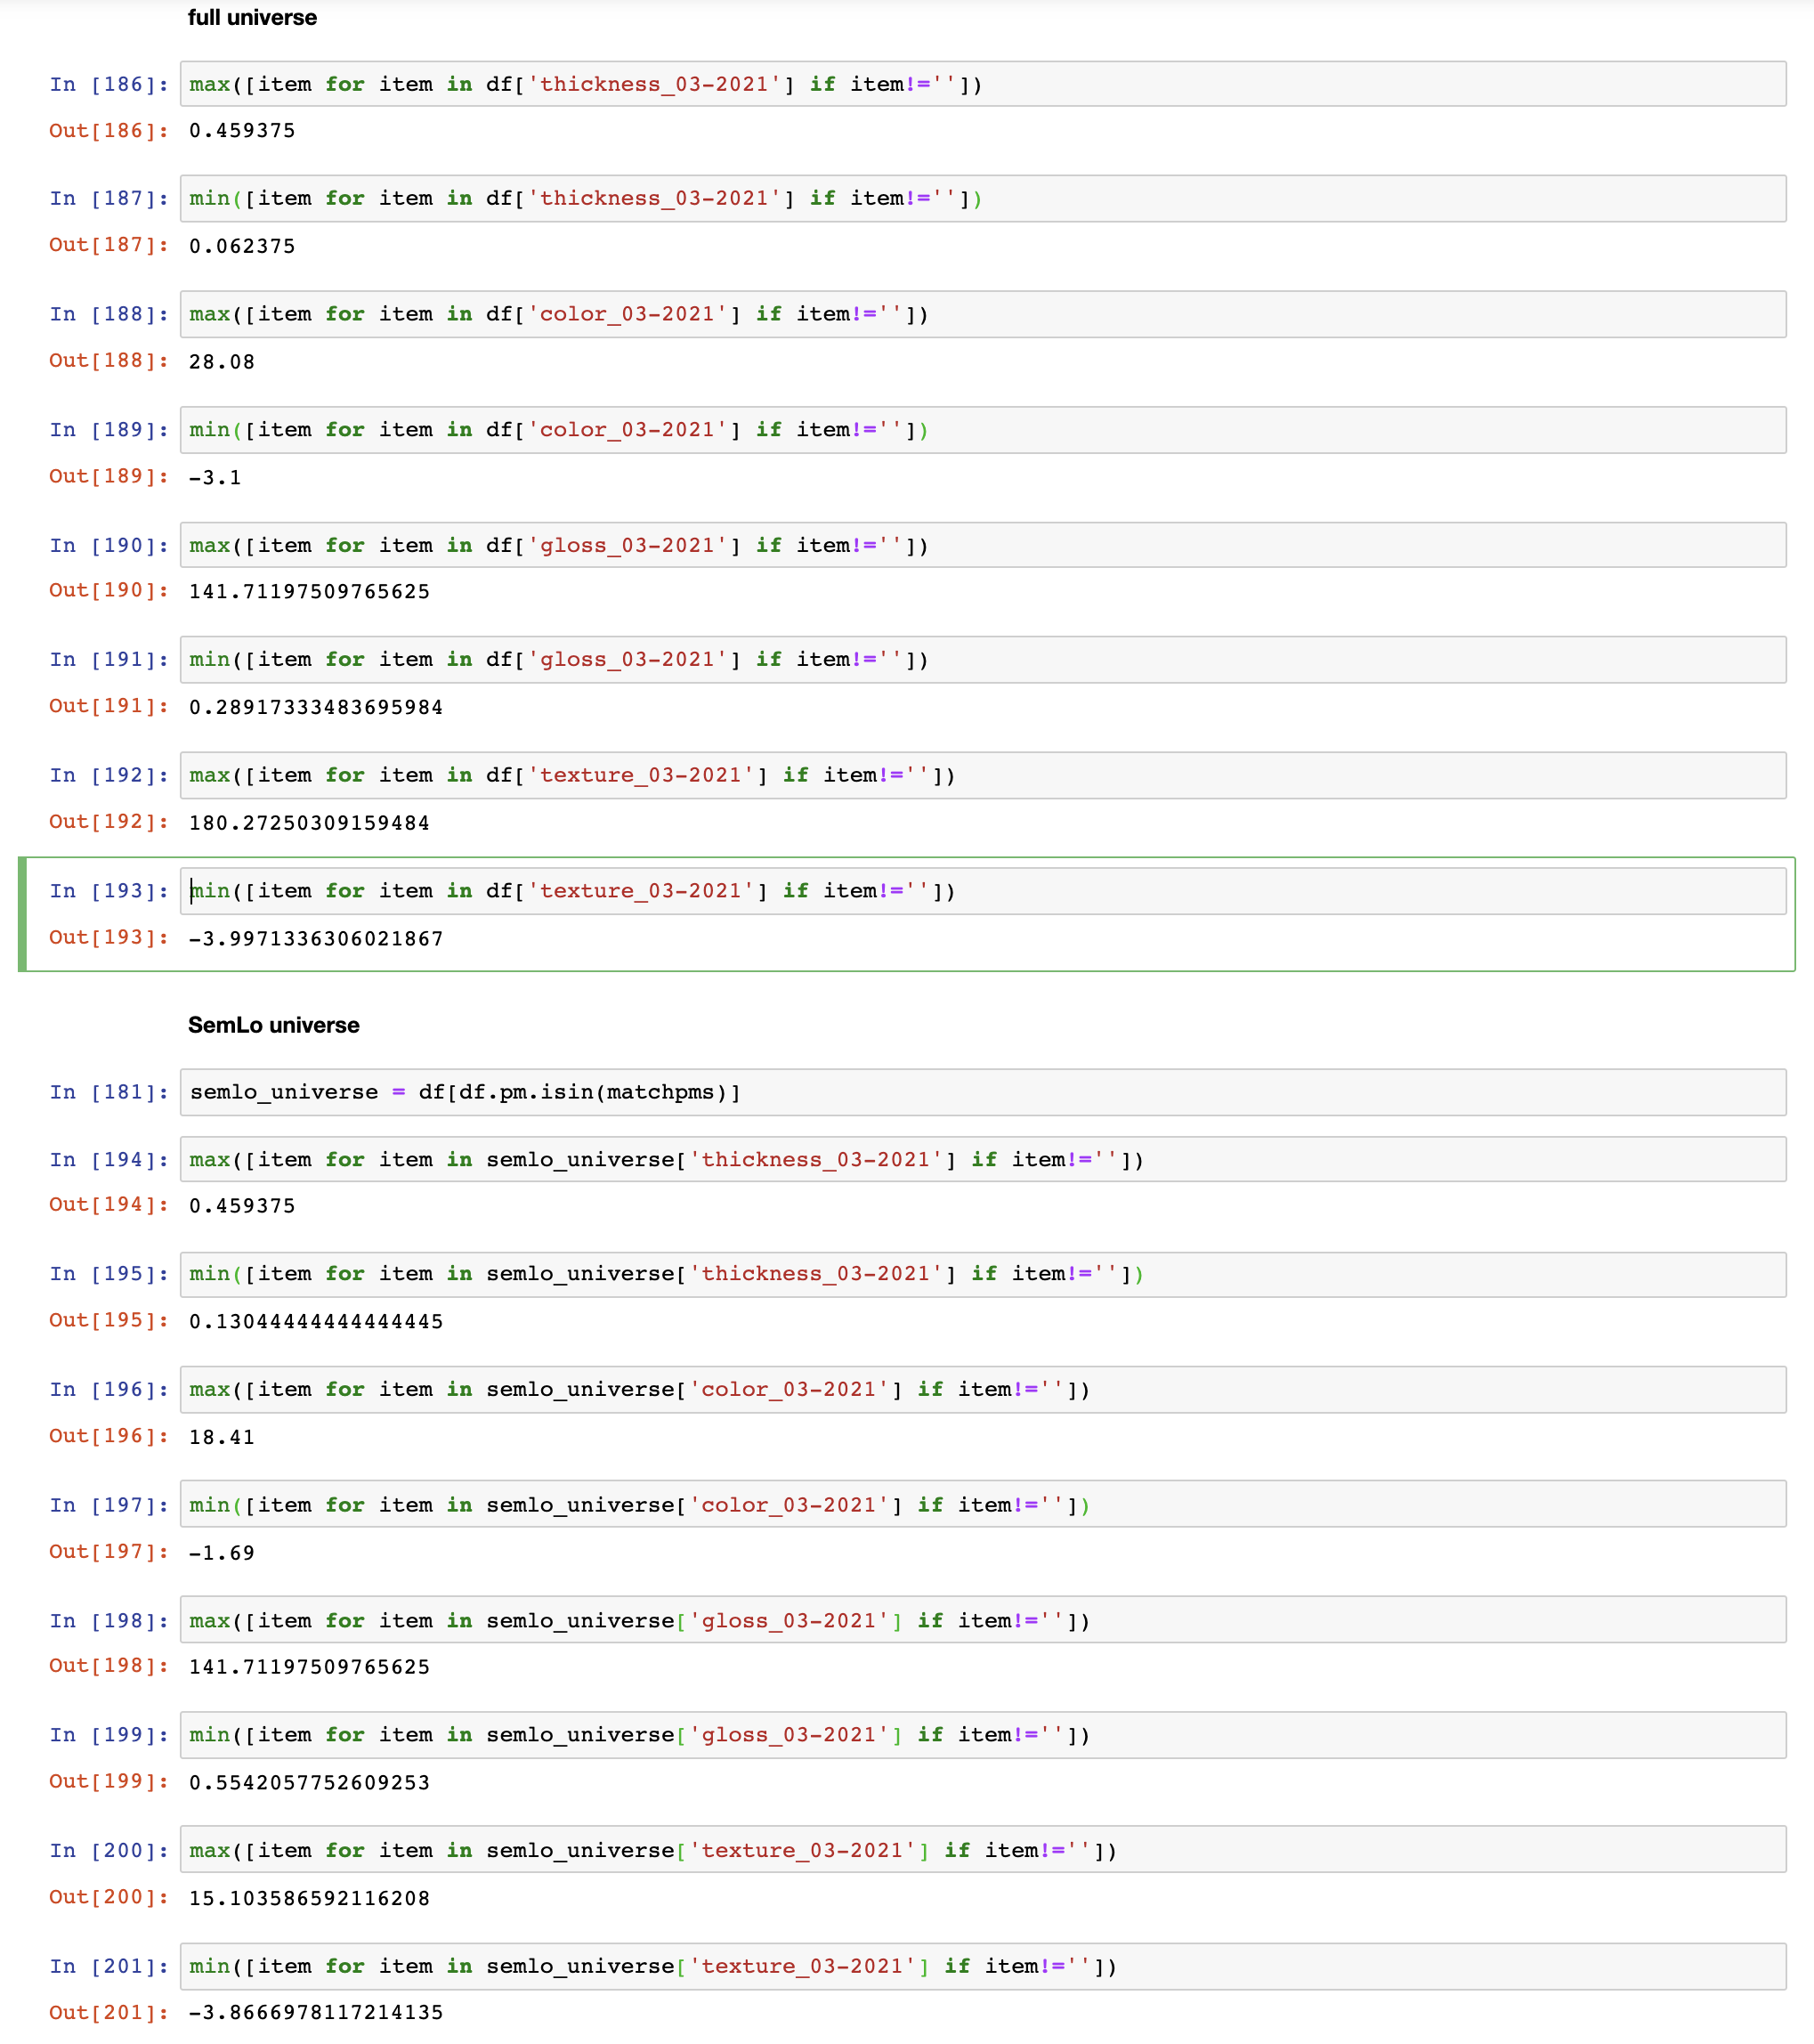 full universe
In [186]: max([item for item in df['thickness_03-2021'] if item!=''])
Out[186]: 0.459375
In [187]: min([item for item in df['thickness_03-2021'] if item!=''])
Out[187]: 0.062375
In [188]: max([item for item in df['color_03-2021'] if item!=''])
Out[188]: 28.08
In [189]: min([item for item in df['color_03-2021'] if item!=''])
Out[189]: -3.1
In [190]: max([item for item in df['gloss_03-2021'] if item!=''])
Out[190]: 141.71197509765625
In [191]: min([item for item in df['gloss_03-2021'] if item!=''])
Out[191]: 0.28917333483695984
In [192]: max([item for item in df['texture_03-2021'] if item!=''])
Out[192]: 180.27250309159484
In [193]: min([item for item in df['texture_03-2021'] if item!=''])
Out[193]: -3.9971336306021867
SemLo universe
In [181]: semlo_universe = df[df.pm.isin(matchpms)]
In [194]: max([item for item in semlo_universe['thickness_03-2021'] if item!=''])
Out[194]: 0.459375
In [195]: min([item for item in semlo_universe['thickness_03-2021'] if item!=''])
Out[195]: 0.13044444444444445
In [196]: max([item for item in semlo_universe['color_03-2021'] if item!=''])
Out[196]: 18.41
In [197]: min([item for item in semlo_universe['color_03-2021'] if item!=''])
Out[197]: -1.69
In [198]: max([item for item in semlo_universe['gloss_03-2021'] if item!=''])
Out[198]: 141.71197509765625
In [199]: min([item for item in semlo_universe['gloss_03-2021'] if item!=''])
Out[199]: 0.5542057752609253
In [200]: max([item for item in semlo_universe['texture_03-2021'] if item!=''])
Out[200]: 15.103586592116208
In [201]: min([item for item in semlo_universe['texture_03-2021'] if item!=''])
Out[201]: -3.8666978117214135